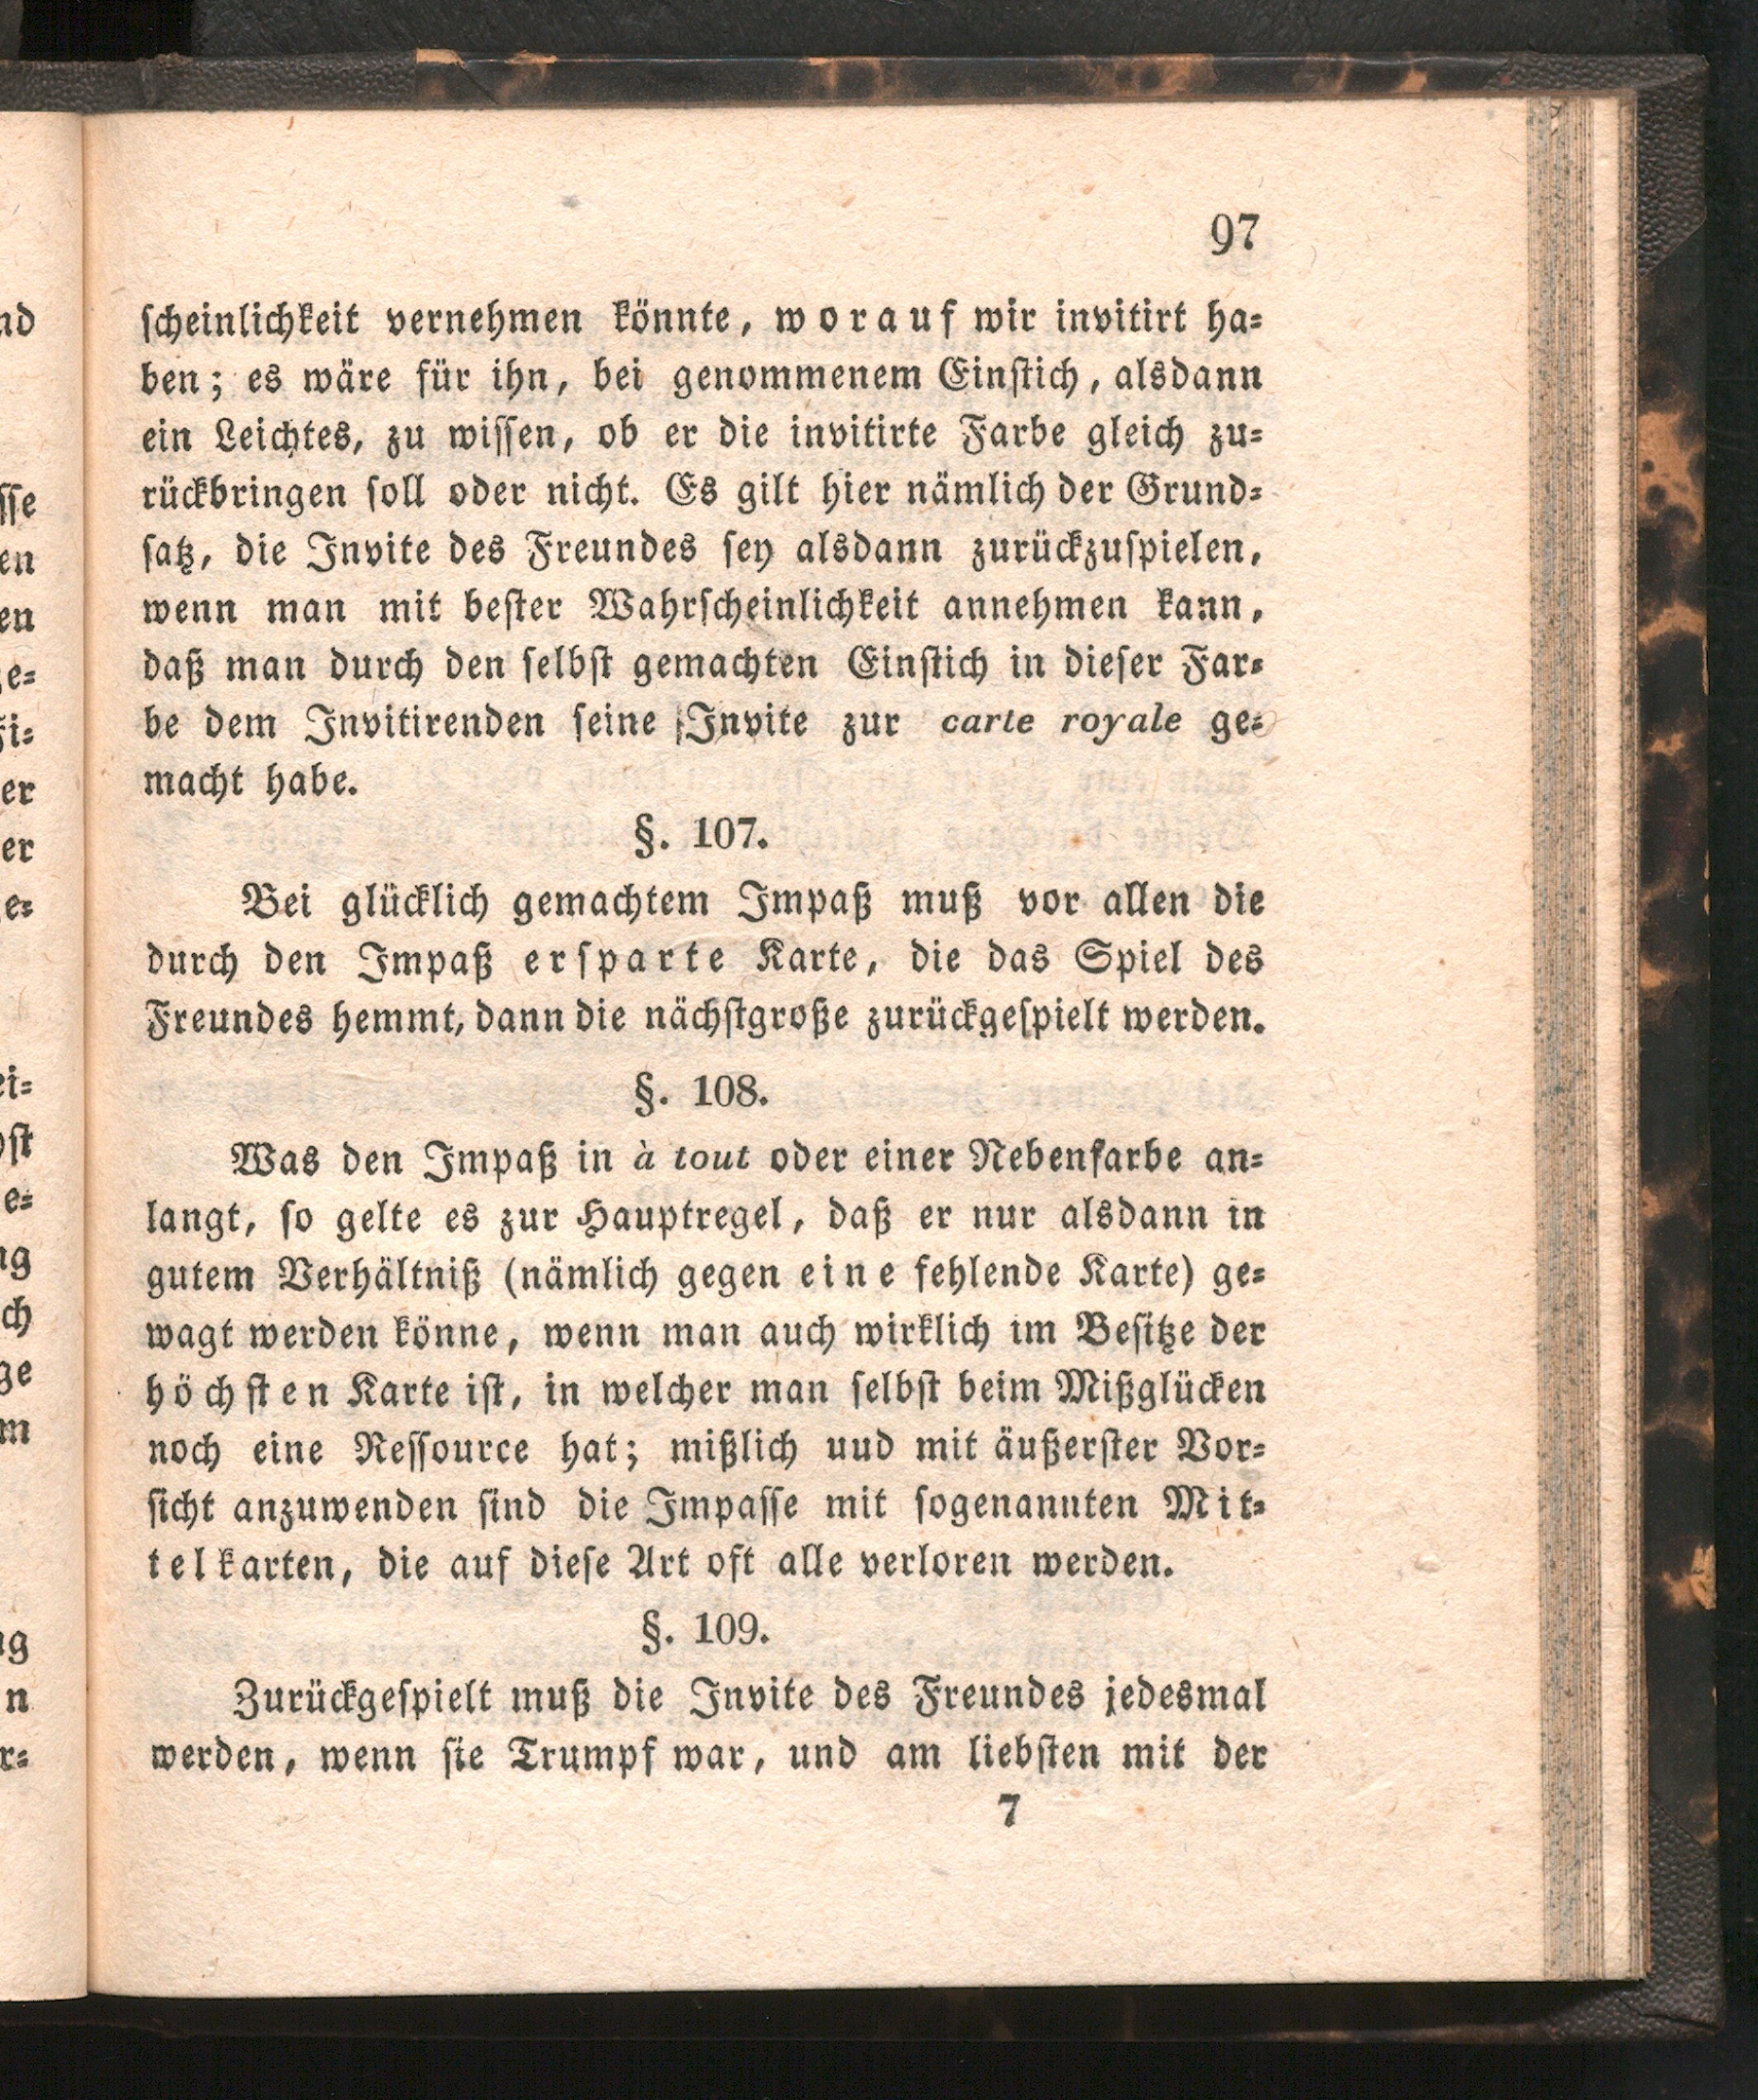 97
scheinlichkeit vernehmen könnte, worauf wir invitirt ha-
ben; es wäre für ihn, bei genommenem Einstich, alsdann
ein Leichtes, zu wissen, ob er die invitirte Farbe gleich zu-
rückbringen soll oder nicht. Es gilt hier nämlich der Grund-
satz, die Invite des Freundes sey alsdann zurückzuspielen,
wenn man mit bester Wahrscheinlichkeit annehmen kann,
daß man durch den selbst gemachten Einstich in dieser Far-
be dem Invitirenden seine Invite zur carte royale ge-
macht habe.
§. 107.
Bei glücklich gemachtem Impaß muß vor allen die
durch den Impaß ersparte Karte, die das Spiel des
Freundes hemmt, dann die nächstgroße zurückgespielt werden.
§. 108.
Was den Impaß in à tout oder einer Nebenfarbe an-
langt, so gelte es zur Hauptregel, daß er nur alsdann in
gutem Verhältniß (nämlich gegen eine fehlende Karte) ge-
wagt werden könne, wenn man auch wirklich im Besitze der
höchsten Karte ist, in welcher man selbst beim Mißglücken
noch eine Ressource hat; mißlich uud mit äußerster Vor-
sicht anzuwenden sind die Impasse mit sogenannten Mit-
telkarten, die auf diese Art oft alle verloren werden.
§. 109.
Zurückgespielt muß die Invite des Freundes jedesmal
werden, wenn sie Trumpf war, und am liebsten mit der
7